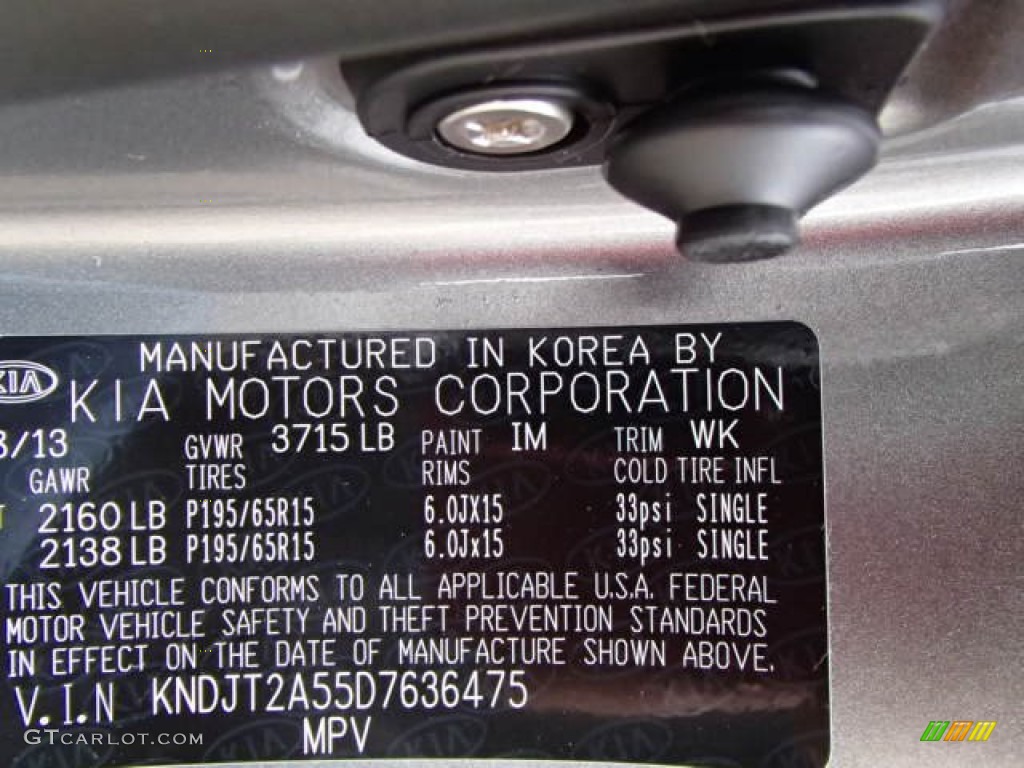 MANUFACTURED IN KOREA BY
KIA KIA MOTORS CORPORATION
/13 GVWR 3715 LB PAINT IM TRIM WK
GAWR TIRES RIMS COLD TIRE INFL
2160 LB P195/65R15 6.0JX15 33psi SINGLE
2138 LB P195/65R15 6.0Jx15 33psi SINGLE
THIS VEHICLE CONFORMS TO ALL APPLICABLE U.S.A. FEDERAL
MOTOR VEHICLE SAFETY AND THEFT PREVENTION STANDARDS
IN EFFECT ON THE DATE OF MANUFACTURE SHOWN ABOVE.
V.I.N KNDJT2A55D7636475
MPV
GTCARLOT.COM